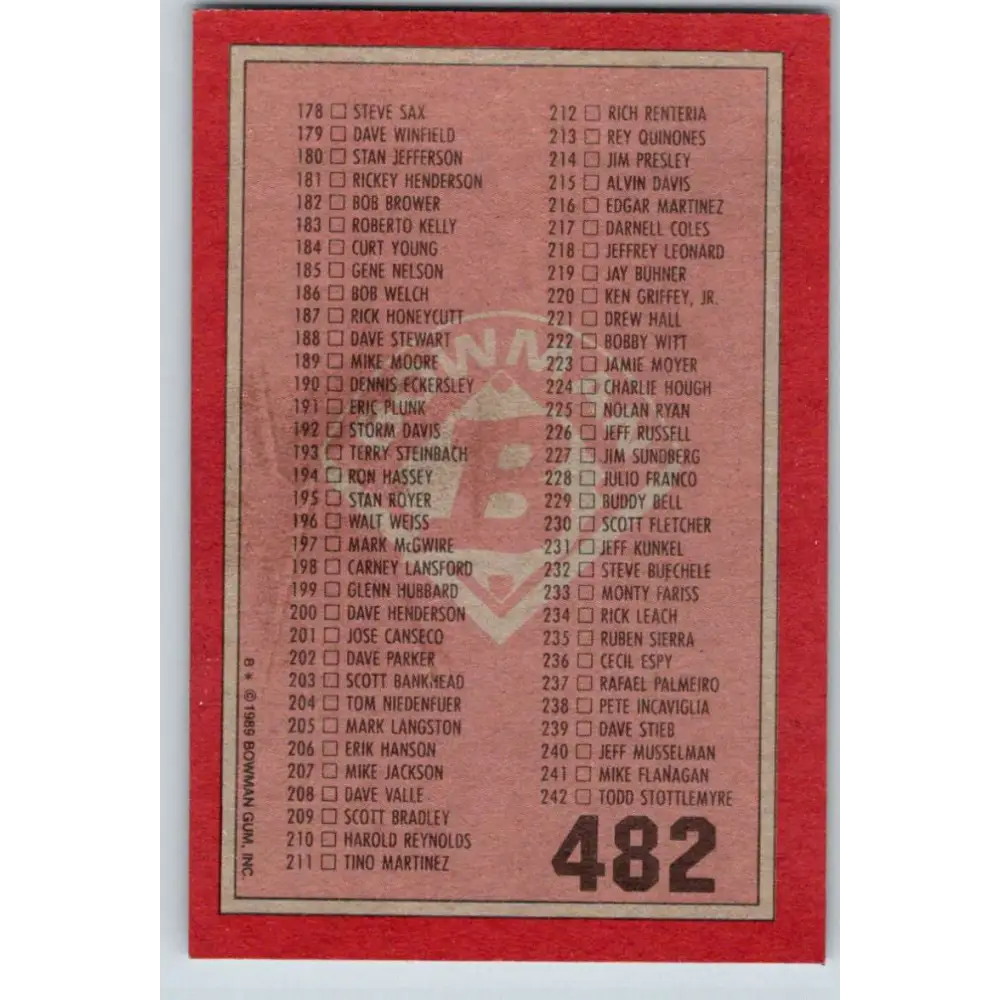 178 □ STEVE SAX
179 □ DAVE WINFIELD
180 □ STAN JEFFERSON
181 □ RICKEY HENDERSON
182 □ BOB BROWER
183 □ ROBERTO KELLY
184 □ CURT YOUNG
185 □ GENE NELSON
186 □ BOB WELCH
187 □ RICK HONEYCUTT
188 □ DAVE STEWART
189 □ MIKE MOORE
190 □ DENNIS ECKERSLEY
191 □ ERIC PLUNK
192 □ STORM DAVIS
193 □ TERRY STEINBACH
194 □ RON HASSEY
195 □ STAN ROYER
196 □ WALT WEISS
197 □ MARK McGWIRE
198 □ CARNEY LANSFORD
199 □ GLENN HUBBARD
200 □ DAVE HENDERSON
201 □ JOSE CANSECO
202 □ DAVE PARKER
203 □ SCOTT BANKHEAD
204 □ TOM NIEDENFUER
205 □ MARK LANGSTON
206 □ ERIK HANSON
207 □ MIKE JACKSON
208 □ DAVE VALLE
209 □ SCOTT BRADLEY
210 □ HAROLD REYNOLDS
211 □ TINO MARTINEZ
212 □ RICH RENTERIA
213 □ REY QUINONES
214 □ JIM PRESLEY
215 □ ALVIN DAVIS
216 □ EDGAR MARTINEZ
217 □ DARNELL COLES
218 □ JEFFREY LEONARD
219 □ JAY BUHNER
220 □ KEN GRIFFEY, JR.
221 □ DREW HALL
222 □ BOBBY WITT
223 □ JAMIE MOYER
224 □ CHARLIE HOUGH
225 □ NOLAN RYAN
226 □ JEFF RUSSELL
227 □ JIM SUNDBERG
228 □ JULIO FRANCO
229 □ BUDDY BELL
230 □ SCOTT FLETCHER
231 □ JEFF KUNKEL
232 □ STEVE BUECHELE
233 □ MONTY FARISS
234 □ RICK LEACH
235 □ RUBEN SIERRA
236 □ CECIL ESPY
237 □ RAFAEL PALMEIRO
238 □ PETE INCAVIGLIA
239 □ DAVE STIEB
240 □ JEFF MUSSELMAN
241 □ MIKE FLANAGAN
242 □ TODD STOTTLEMYRE
482
B * © 1989 BOWMAN GUM, INC.
B